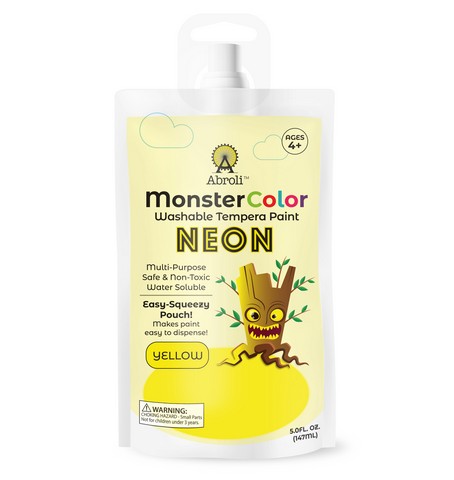 AGES
4+
Abroli™
MonsterColor
Washable Tempera Paint
NEON
Multi-Purpose
Safe & Non-Toxic
Water Soluble
Easy-Squeezy
Pouch!
Makes paint
easy to dispense!
YELLOW
WARNING:
CHOKING HAZARD - Small Parts
Not for children under 3 years.
5.0FL. OZ.
(147ML)